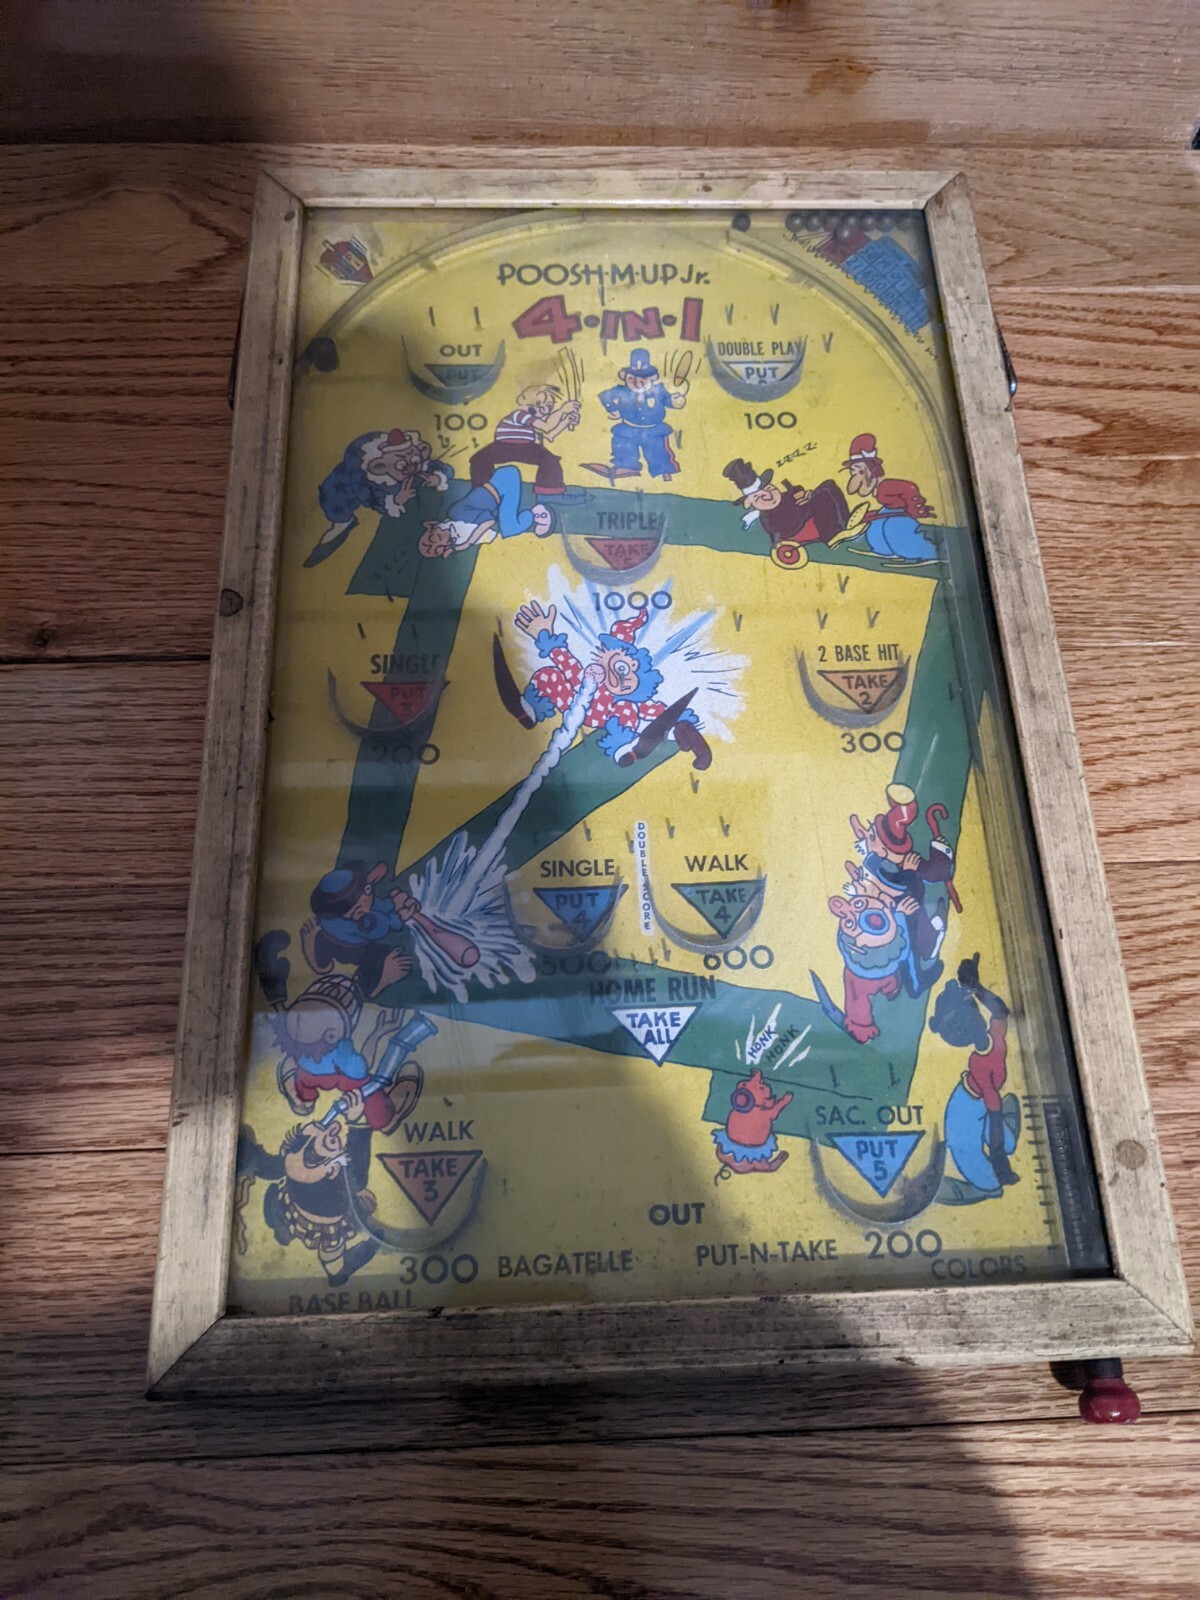 POOSH-M-UP Jr.
4-IN-1
OUT
PUT
100
DOUBLE PLAY
PUT
100
ZZZZ
TRIPLE
TAKE
1000
SINGLE
PUT
200
2 BASE HIT
TAKE
2
300
SINGLE
PUT
4
500
DOUBLE SCORE
WALK
TAKE
4
600
HOME RUN
TAKE
ALL
HONK
HONK
WALK
TAKE
3
300
SAC. OUT
PUT
5
200
OUT
BASE BALL
BAGATELLE
PUT-N-TAKE
COLORS